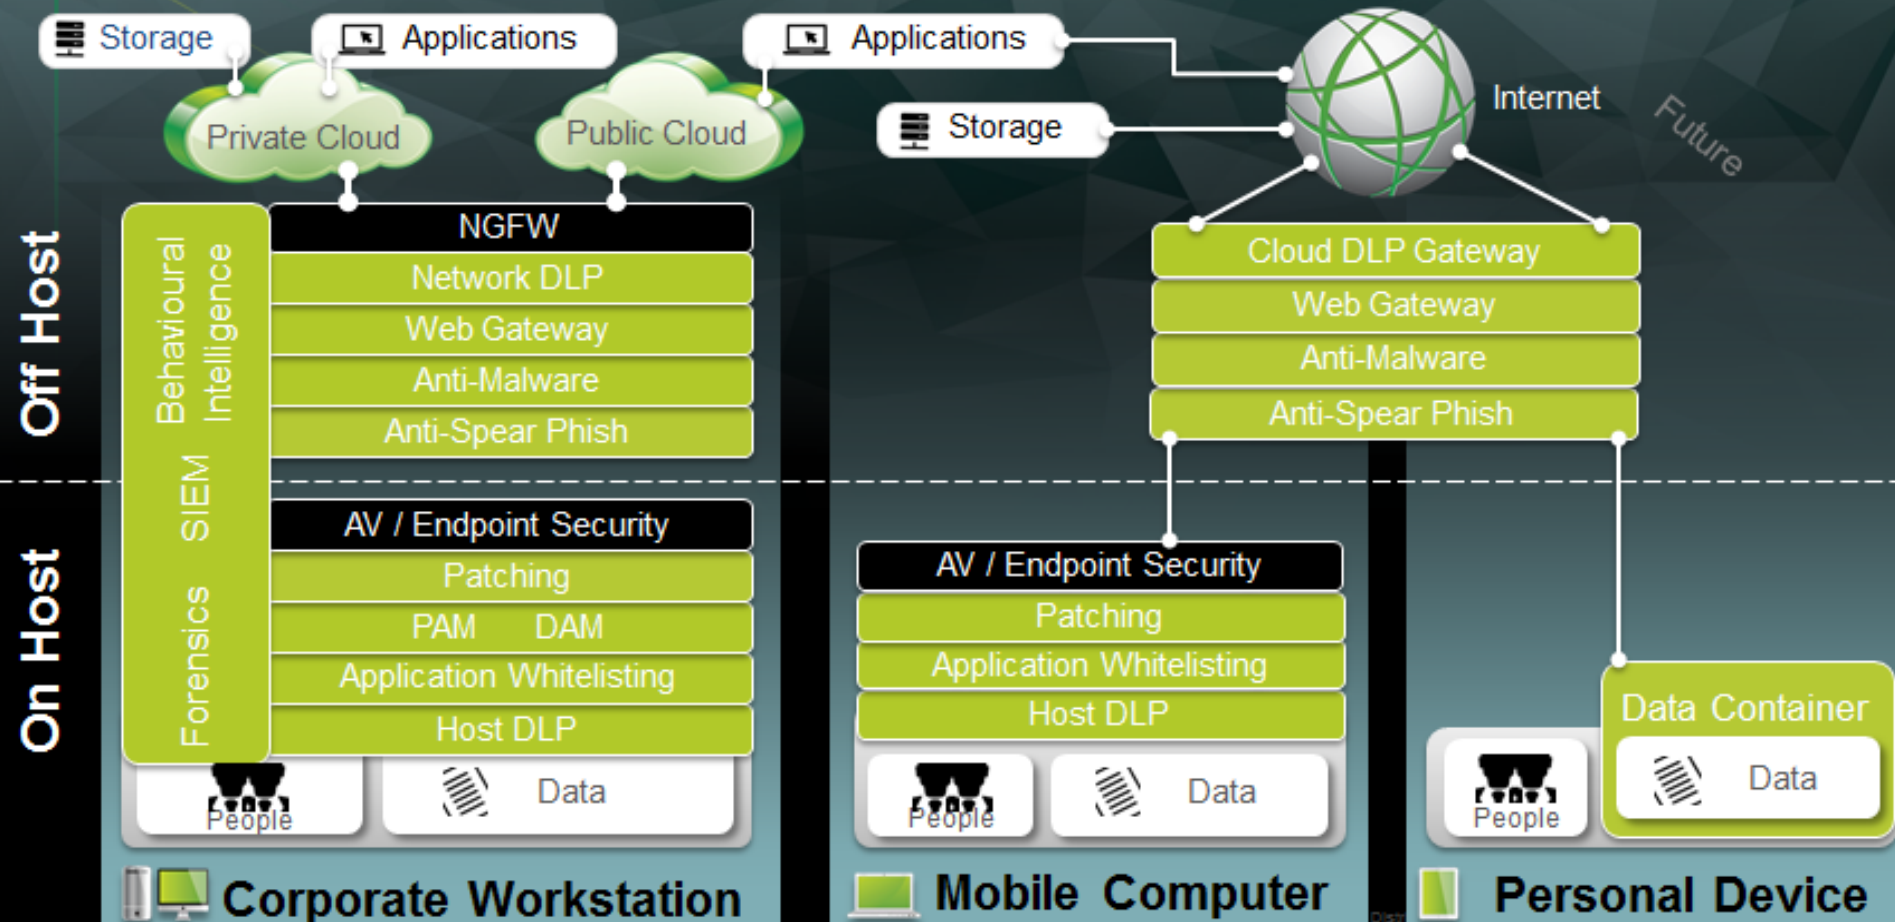 Storage
Applications
Applications
Storage
Internet
Future
Private Cloud
Public Cloud
Off Host
On Host
Behavioural
Intelligence
SIEM
Forensics
NGFW
Network DLP
Web Gateway
Anti-Malware
Anti-Spear Phish
AV / Endpoint Security
Patching
PAM DAM
Application Whitelisting
Host DLP
People
Data
Corporate Workstation
Cloud DLP Gateway
Web Gateway
Anti-Malware
Anti-Spear Phish
AV / Endpoint Security
Patching
Application Whitelisting
Host DLP
People
Data
Mobile Computer
Data Container
People
Data
Personal Device